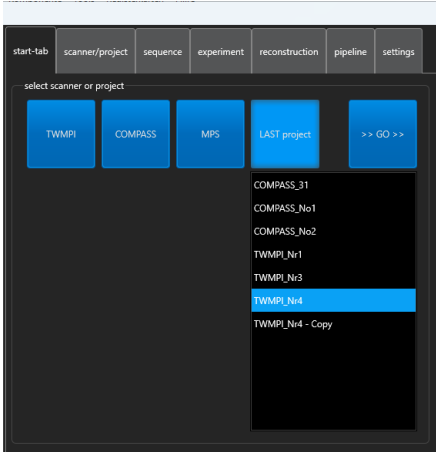 start-tab scanner/project sequence experiment reconstruction pipeline settings
select scanner or project
TWMPI COMPASS MPS LAST project >> GO >>
COMPASS_31
COMPASS_No1
COMPASS_No2
TWMPI_Nr1
TWMPI_Nr3
TWMPI_Nr4
TWMPI_Nr4 - Copy